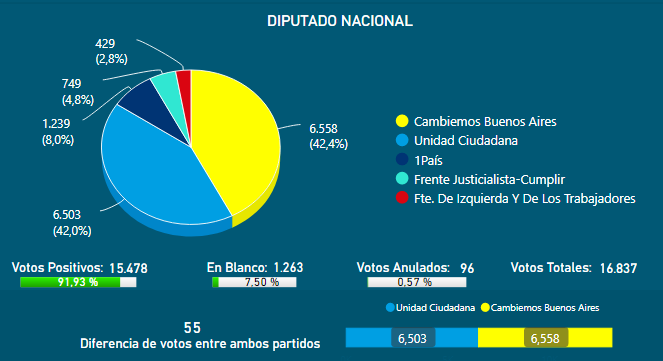 DIPUTADO NACIONAL
429
(2,8%)
749
(4,8%)
1.239
(8,0%)
6.558
(42,4%)
6.503
(42,0%)
Cambiemos Buenos Aires
Unidad Ciudadana
1País
Frente Justicialista-Cumplir
Fte. De Izquierda Y De Los Trabajadores
Votos Positivos: 15.478
91,93 %
En Blanco: 1.263
7,50 %
Votos Anulados: 96
0,57 %
Votos Totales: 16.837
Unidad Ciudadana
Cambiemos Buenos Aires
55
Diferencia de votos entre ambos partidos
6,503
6,558